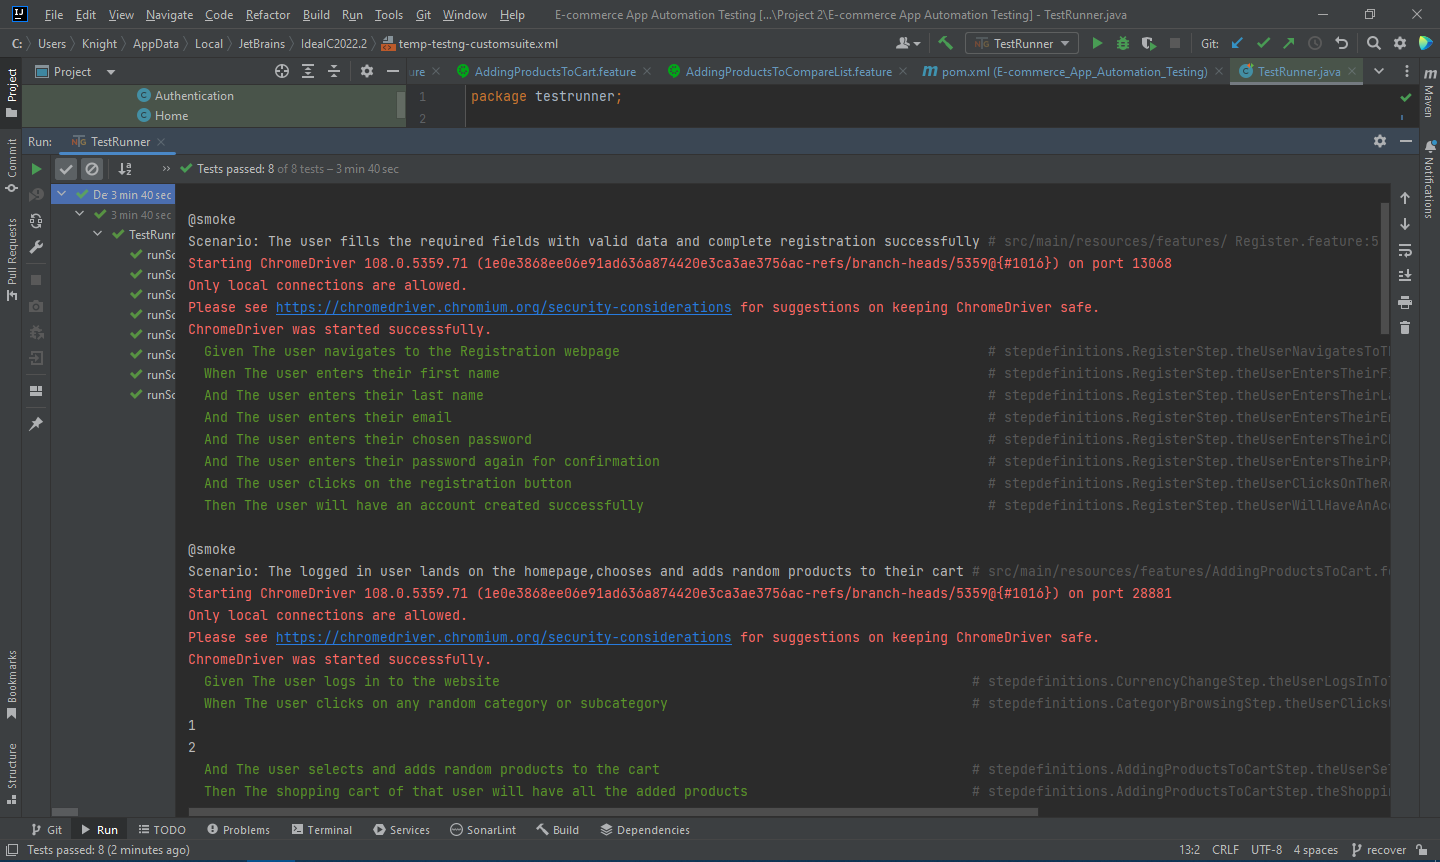 File Edit View Navigate Code Refactor Build Run Tools Git Window Help E-commerce App Automation Testing [...\Project 2\E-commerce App Automation Testing] - TestRunner.java
C: Users Knight AppData Local JetBrains IdeaIC2022.2 temp-testng-customsuite.xml TestRunner Git:
Project ure AddingProductsToCart.feature AddingProductsToCompareList.feature pom.xml (E-commerce_App_Automation_Testing) TestRunner.java
Authentication 1 package testrunner;
Home 2
Run: TestRunner
Tests passed: 8 of 8 tests – 3 min 40 sec
De 3 min 40 sec
3 min 40 sec
TestRunn
runSc
runSc
runSc
runSc
runSc
runSc
runSc
runSc
@smoke
Scenario: The user fills the required fields with valid data and complete registration successfully # src/main/resources/features/ Register.feature:5
Starting ChromeDriver 108.0.5359.71 (1e0e3868ee06e91ad636a874420e3ca3ae3756ac-refs/branch-heads/5359@{#1016}) on port 13068
Only local connections are allowed.
Please see https://chromedriver.chromium.org/security-considerations for suggestions on keeping ChromeDriver safe.
ChromeDriver was started successfully.
Given The user navigates to the Registration webpage # stepdefinitions.RegisterStep.theUserNavigatesToTh
When The user enters their first name # stepdefinitions.RegisterStep.theUserEntersTheirFi
And The user enters their last name # stepdefinitions.RegisterStep.theUserEntersTheirLa
And The user enters their email # stepdefinitions.RegisterStep.theUserEntersTheirEm
And The user enters their chosen password # stepdefinitions.RegisterStep.theUserEntersTheirCh
And The user enters their password again for confirmation # stepdefinitions.RegisterStep.theUserEntersTheirPa
And The user clicks on the registration button # stepdefinitions.RegisterStep.theUserClicksOnTheRe
Then The user will have an account created successfully # stepdefinitions.RegisterStep.theUserWillHaveAnAcc
@smoke
Scenario: The logged in user lands on the homepage,chooses and adds random products to their cart # src/main/resources/features/AddingProductsToCart.fe
Starting ChromeDriver 108.0.5359.71 (1e0e3868ee06e91ad636a874420e3ca3ae3756ac-refs/branch-heads/5359@{#1016}) on port 28881
Only local connections are allowed.
Please see https://chromedriver.chromium.org/security-considerations for suggestions on keeping ChromeDriver safe.
ChromeDriver was started successfully.
Given The user logs in to the website # stepdefinitions.CurrencyChangeStep.theUserLogsInTo
When The user clicks on any random category or subcategory # stepdefinitions.CategoryBrowsingStep.theUserClicks
1
2
And The user selects and adds random products to the cart # stepdefinitions.AddingProductsToCartStep.theUserSe
Then The shopping cart of that user will have all the added products # stepdefinitions.AddingProductsToCartStep.theShoppin
Project
Commit
Pull Requests
Bookmarks
Structure
Maven
Notifications
Git Run TODO Problems Terminal Services SonarLint Build Dependencies
Tests passed: 8 (2 minutes ago) 13:2 CRLF UTF-8 4 spaces recover